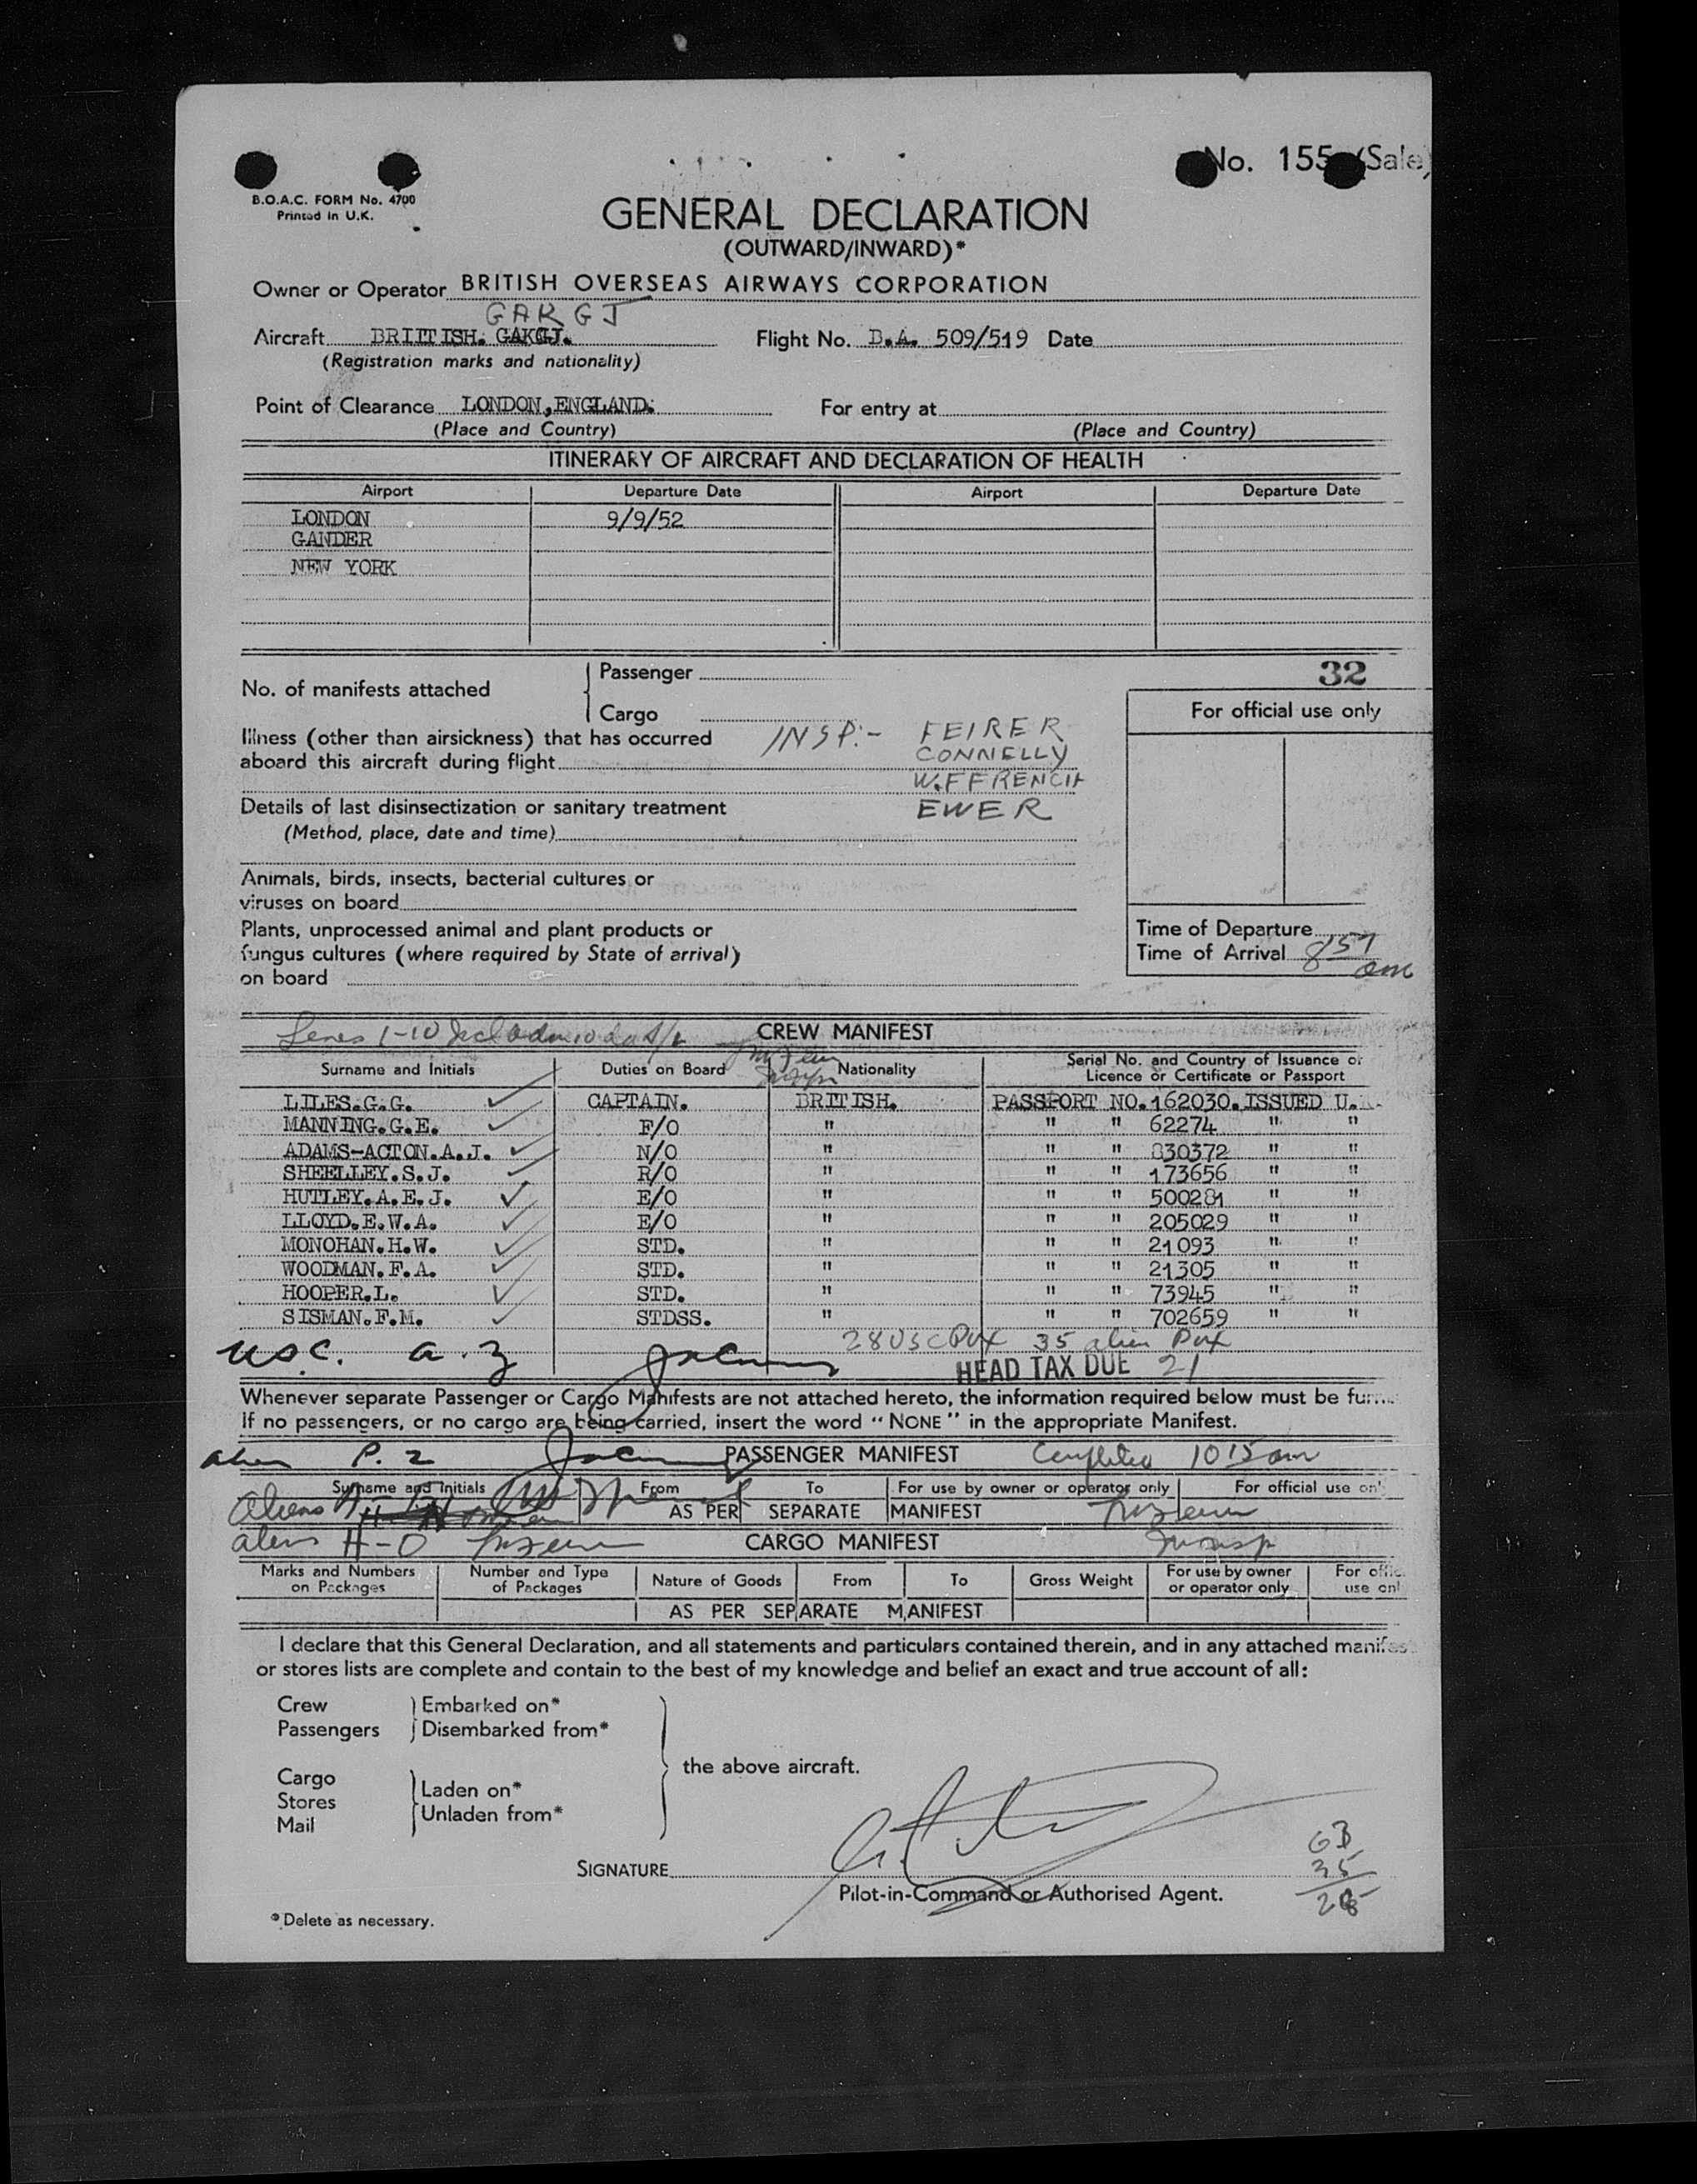 No. 155 (Sale)
B.O.A.C. FORM No. 4700
Printed in U.K.
GENERAL DECLARATION
(OUTWARD/INWARD)*
Owner or Operator BRITISH OVERSEAS AIRWAYS CORPORATION
GARGJ
Aircraft BRITISH. GAKGJ. Flight No. B.A. 509/519 Date
(Registration marks and nationality)
Point of Clearance LONDON, ENGLAND. For entry at
(Place and Country) (Place and Country)
ITINERARY OF AIRCRAFT AND DECLARATION OF HEALTH
Airport Departure Date Airport Departure Date
LONDON 9/9/52
GANDER
NEW YORK
32
Passenger
No. of manifests attached
Cargo
For official use only
Illness (other than airsickness) that has occurred INSP:- FEIRER
aboard this aircraft during flight CONNELLY
W.FFRENCH
Details of last disinsectization or sanitary treatment EWER
(Method, place, date and time)
Animals, birds, insects, bacterial cultures or
viruses on board
Plants, unprocessed animal and plant products or
fungus cultures (where required by State of arrival)
on board
Time of Departure
Time of Arrival 8 57 am
CREW MANIFEST
Surname and Initials Duties on Board Nationality Serial No. and Country of Issuance of
Licence or Certificate or Passport
LILES.G.G. CAPTAIN. BRITISH. PASSPORT NO.162030.ISSUED U.K.
MANNING.G.E. F/O " " " 62274 " "
ADAMS-ACTON.A.J. N/O " " " 830372 " "
SHEELLEY.S.J. R/O " " " 173656 " "
HUTLEY.A.E.J. E/O " " " 500281 " "
LLOYD.E.W.A. E/O " " " 205029 " "
MONOHAN.H.W. STD. " " " 21093 " "
WOODMAN.F.A. STD. " " " 21305 " "
HOOPER.L. STD. " " " 73945 " "
SISMAN.F.M. STDSS. " " " 702659 " "
28 USC Pax 35 alien Pax
USC. a.z HEAD TAX DUE 21
Whenever separate Passenger or Cargo Manifests are not attached hereto, the information required below must be fur...
If no passengers, or no cargo are being carried, insert the word "NONE" in the appropriate Manifest.
alien P.z PASSENGER MANIFEST Completed 10 15 am
Surname and Initials From To For use by owner or operator only For official use only
Aliens AS PER SEPARATE MANIFEST
aliens H-O CARGO MANIFEST
Marks and Numbers on Packages Number and Type of Packages Nature of Goods From To Gross Weight For use by owner or operator only For offic. use onl
AS PER SEPARATE MANIFEST
I declare that this General Declaration, and all statements and particulars contained therein, and in any attached manifes
or stores lists are complete and contain to the best of my knowledge and belief an exact and true account of all:
Crew Embarked on*
Passengers Disembarked from*
the above aircraft.
Cargo
Stores Laden on*
Mail Unladen from*
63
35
28
SIGNATURE
Pilot-in-Command or Authorised Agent.
*Delete as necessary.